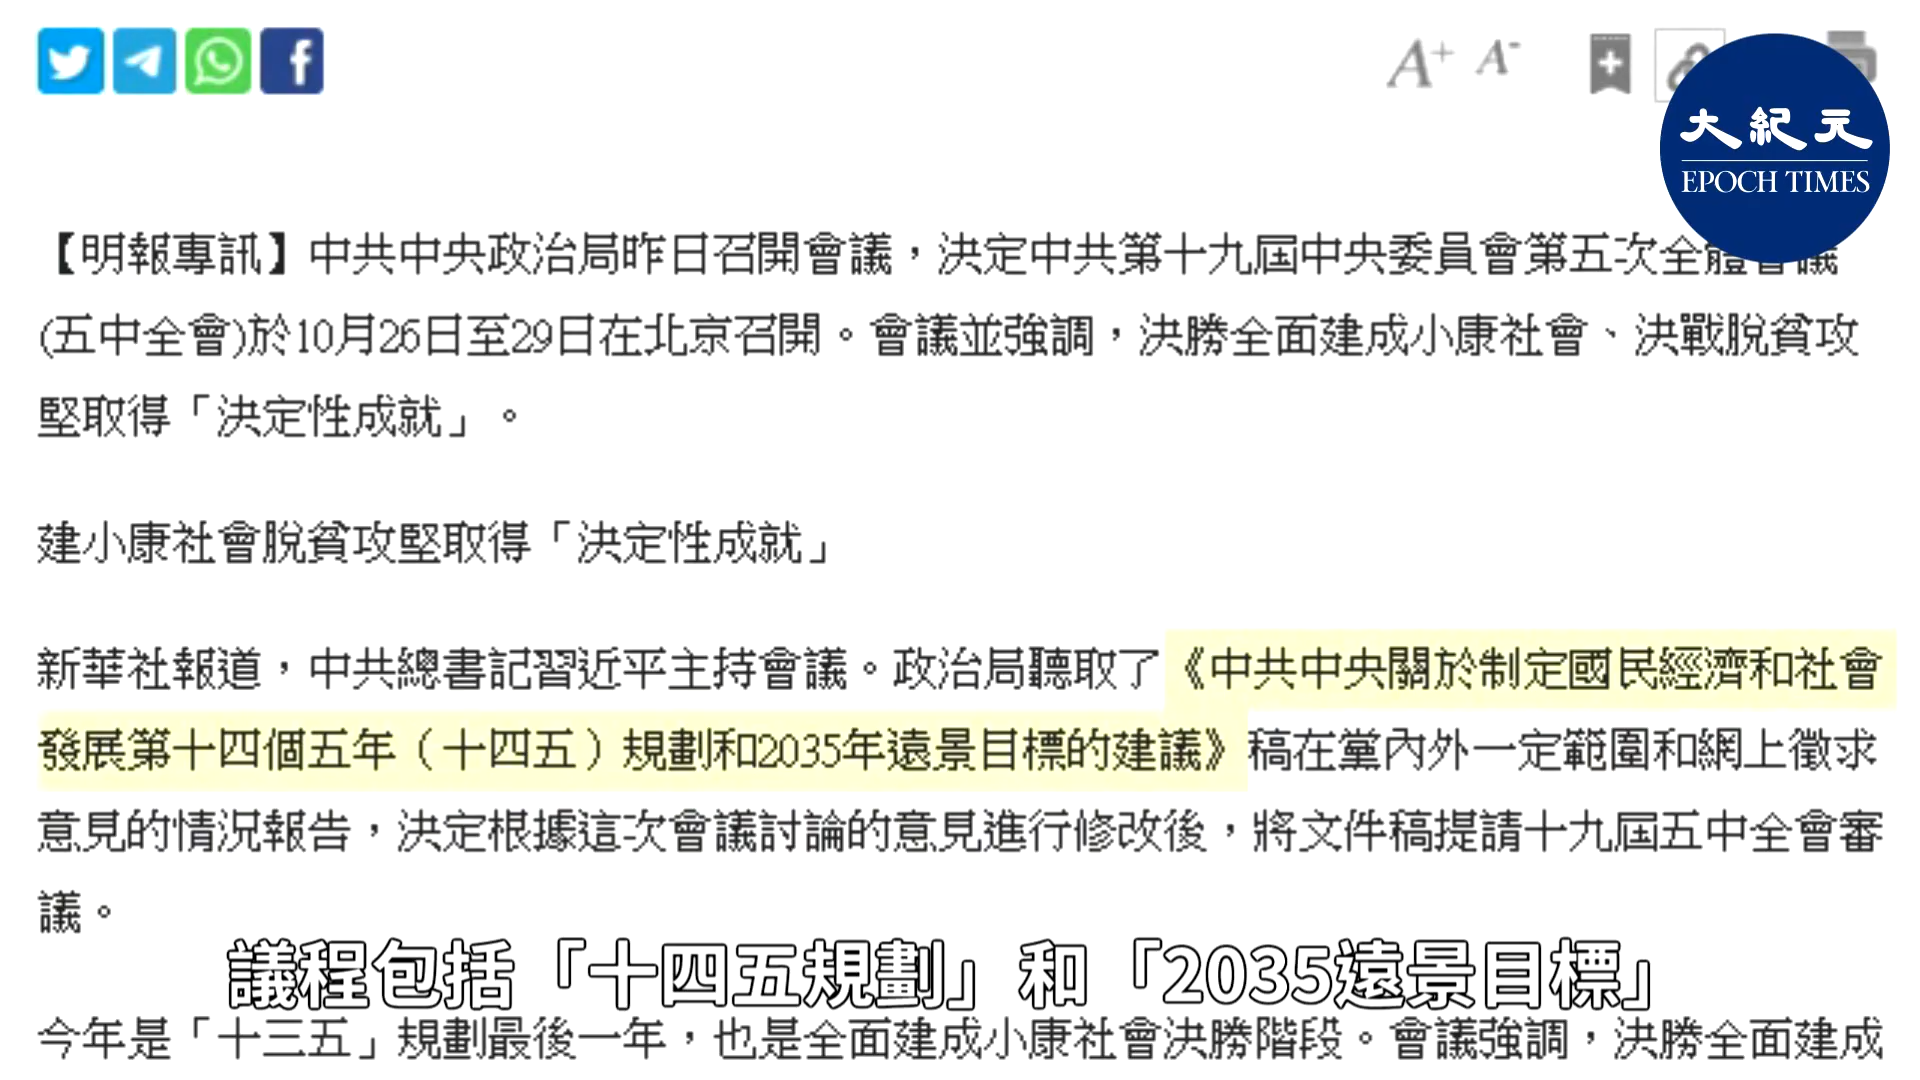 A+ A-
大紀元
EPOCH TIMES
【明報專訊】中共中央政治局昨日召開會議，決定中共第十九屆中央委員會第五次全體會議
(五中全會)於10月26日至29日在北京召開。會議並強調，決勝全面建成小康社會、決戰脫貧攻
堅取得「決定性成就」。
建小康社會脫貧攻堅取得「決定性成就」
新華社報道，中共總書記習近平主持會議。政治局聽取了《中共中央關於制定國民經濟和社會
發展第十四個五年（十四五）規劃和2035年遠景目標的建議》稿在黨內外一定範圍和網上徵求
意見的情況報告，決定根據這次會議討論的意見進行修改後，將文件稿提請十九屆五中全會審
議。
議程包括「十四五規劃」和「2035遠景目標」
今年是「十三五」規劃最後一年，也是全面建成小康社會決勝階段。會議強調，決勝全面建成